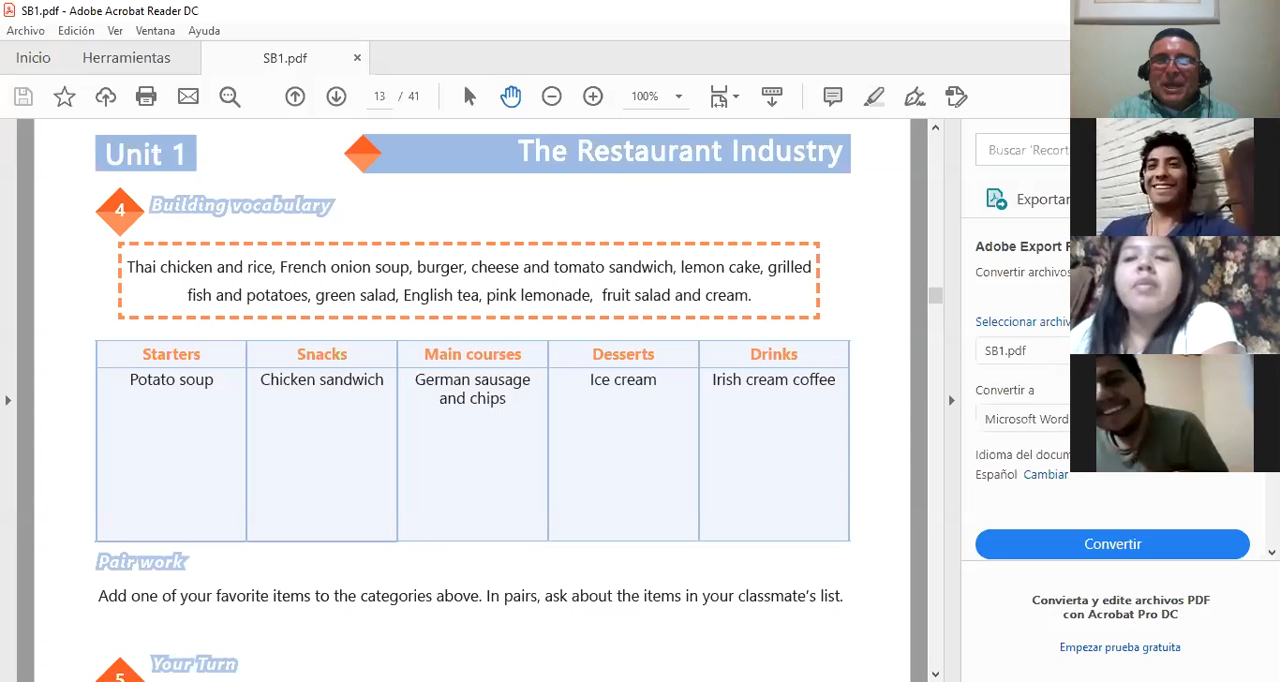 SB1.pdf - Adobe Acrobat Reader DC
Archivo Edición Ver Ventana Ayuda
Inicio Herramientas SB1.pdf ×
13 / 41 100%
Unit 1 The Restaurant Industry
4 Building vocabulary
Thai chicken and rice, French onion soup, burger, cheese and tomato sandwich, lemon cake, grilled
fish and potatoes, green salad, English tea, pink lemonade, fruit salad and cream.
Starters Snacks Main courses Desserts Drinks
Potato soup Chicken sandwich German sausage Ice cream Irish cream coffee
and chips
Pair work
Add one of your favorite items to the categories above. In pairs, ask about the items in your classmate's list.
5 Your Turn
Buscar 'Recort
Exportar
Adobe Export P
Convertir archivos
Seleccionar archiv
SB1.pdf
Convertir a
Microsoft Word
Idioma del docum
Español Cambiar
Convertir
Convierta y edite archivos PDF
con Acrobat Pro DC
Empezar prueba gratuita